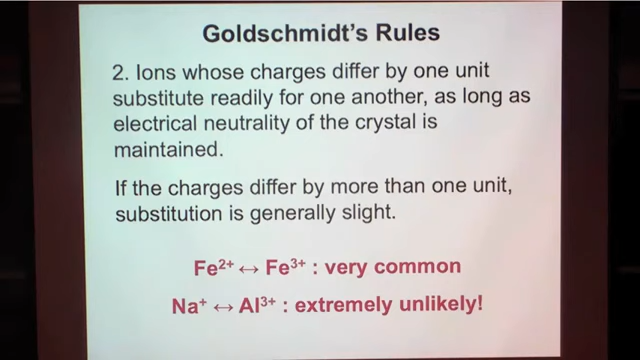 Goldschmidt's Rules
2. Ions whose charges differ by one unit
substitute readily for one another, as long as
electrical neutrality of the crystal is
maintained.
If the charges differ by more than one unit,
substitution is generally slight.
Fe²⁺ ↔ Fe³⁺ : very common
Na⁺ ↔ Al³⁺ : extremely unlikely!